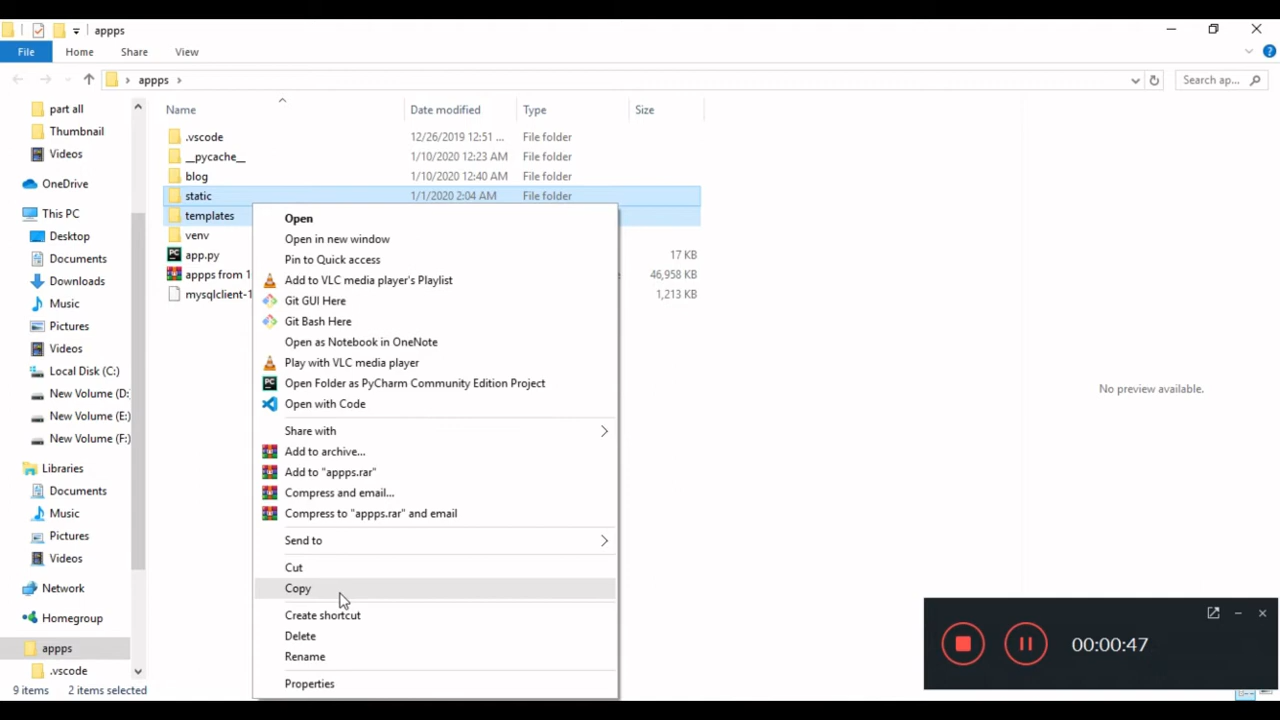 appps
File
Home
Share
View
appps
Search ap...
part all
Thumbnail
Videos
OneDrive
This PC
Desktop
Documents
Downloads
Music
Pictures
Videos
Local Disk (C:)
New Volume (D:
New Volume (E:)
New Volume (F:)
Libraries
Documents
Music
Pictures
Videos
Network
Homegroup
appps
.vscode
Name
Date modified
Type
Size
.vscode 12/26/2019 12:51 ... File folder
__pycache__ 1/10/2020 12:23 AM File folder
blog 1/10/2020 12:40 AM File folder
static 1/1/2020 2:04 AM File folder
templates
venv
app.py 17 KB
appps from 1 46,958 KB
mysqlclient-1 1,213 KB
Open
Open in new window
Pin to Quick access
Add to VLC media player's Playlist
Git GUI Here
Git Bash Here
Open as Notebook in OneNote
Play with VLC media player
Open Folder as PyCharm Community Edition Project
Open with Code
Share with
Add to archive...
Add to "appps.rar"
Compress and email...
Compress to "appps.rar" and email
Send to
Cut
Copy
Create shortcut
Delete
Rename
Properties
No preview available.
00:00:47
9 items 2 items selected